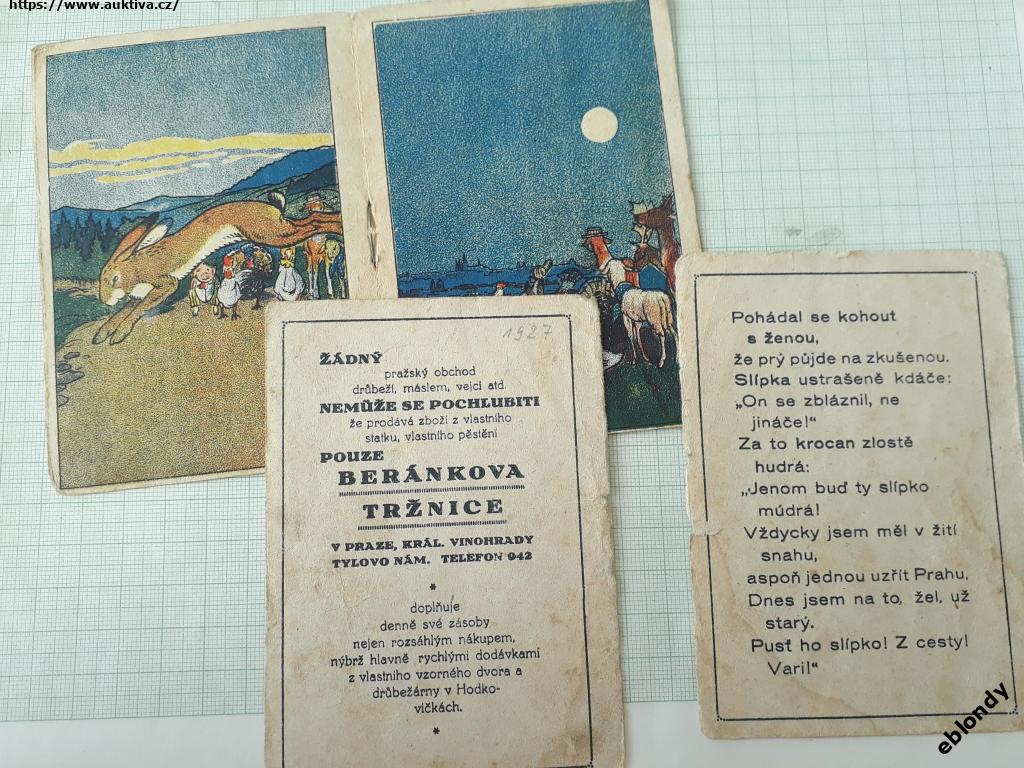 https://www.auktiva.cz/
1927
ŽÁDNÝ
pražský obchod
drůbeží, máslem, vejci atd.
NEMŮŽE SE POCHLUBITI
že prodává zboží z vlastního
statku, vlastního pěstění
POUZE
BERÁNKOVA
TRŽNICE
V PRAZE, KRÁL. VINOHRADY
TYLOVO NÁM. TELEFON 942
*
doplňuje
denně své zásoby
nejen rozsáhlým nákupem,
nýbrž hlavně rychlými dodávkami
z vlastního vzorného dvora a
drůbežárny v Hodko-
vičkách.
*
Pohádal se kohout
s ženou,
že prý půjde na zkušenou.
Slípka ustrašeně kdáče:
„On se zbláznil, ne
jináče!“
Za to krocan zlostě
hudrá:
„Jenom buď ty slípko
múdrá!
Vždycky jsem měl v žití
snahu,
aspoň jednou uzřít Prahu.
Dnes jsem na to, žel, už
starý.
Pusť ho slípko! Z cesty!
Vari!“
eblondy